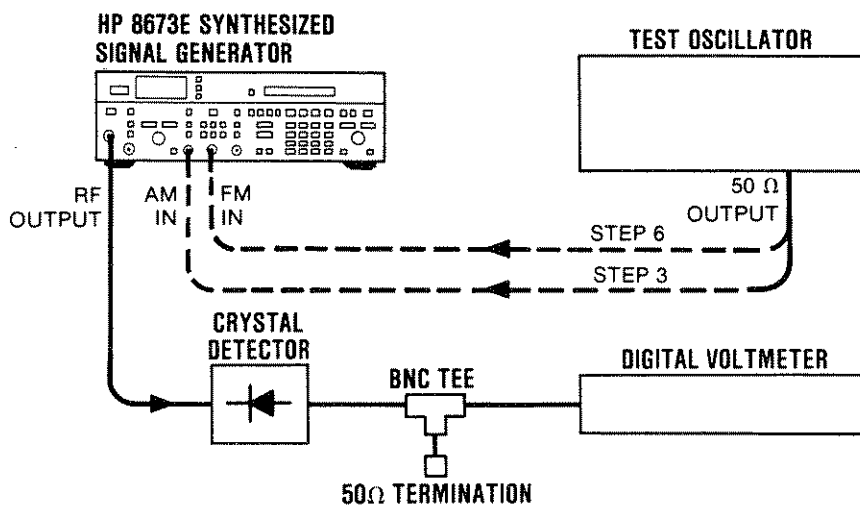 HP 8673E SYNTHESIZED
SIGNAL GENERATOR
TEST OSCILLATOR
RF
OUTPUT
AM
IN
FM
IN
50 Ω
OUTPUT
STEP 6
STEP 3
CRYSTAL
DETECTOR
BNC TEE
DIGITAL VOLTMETER
50Ω TERMINATION